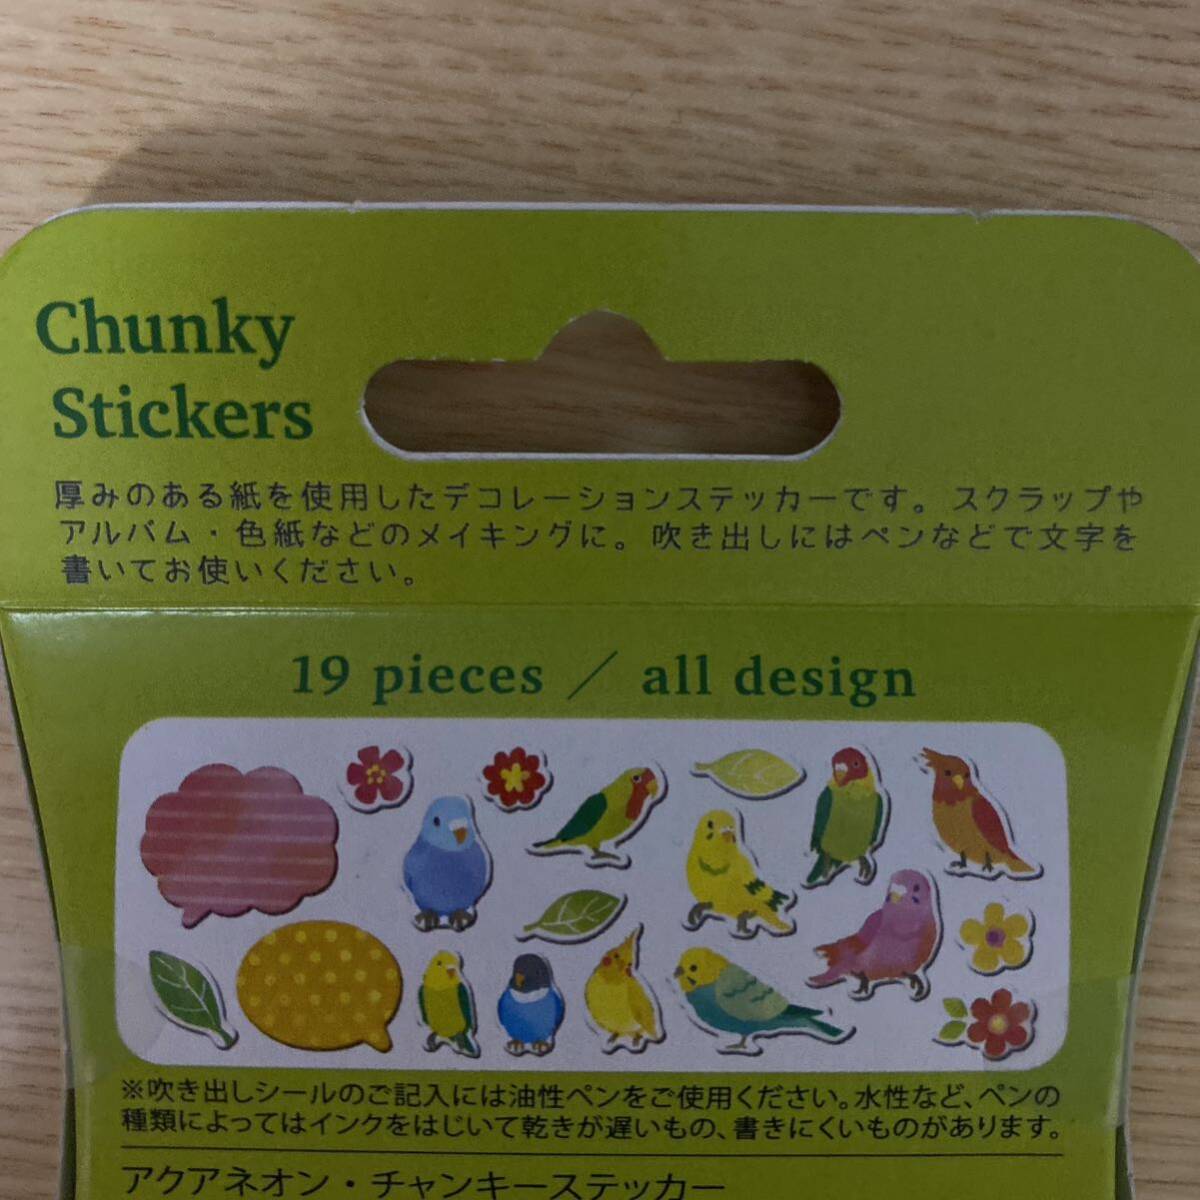 Chunky
Stickers
厚みのある紙を使用したデコレーションステッカーです。スクラップや
アルバム・色紙などのメイキングに。吹き出しにはペンなどで文字を
書いてお使いください。
19 pieces / all design
※吹き出しシールのご記入には油性ペンをご使用ください。水性など、ペンの
種類によってはインクをはじいて乾きが遅いもの、書きにくいものがあります。
アクアネオン・チャンキーステッカー